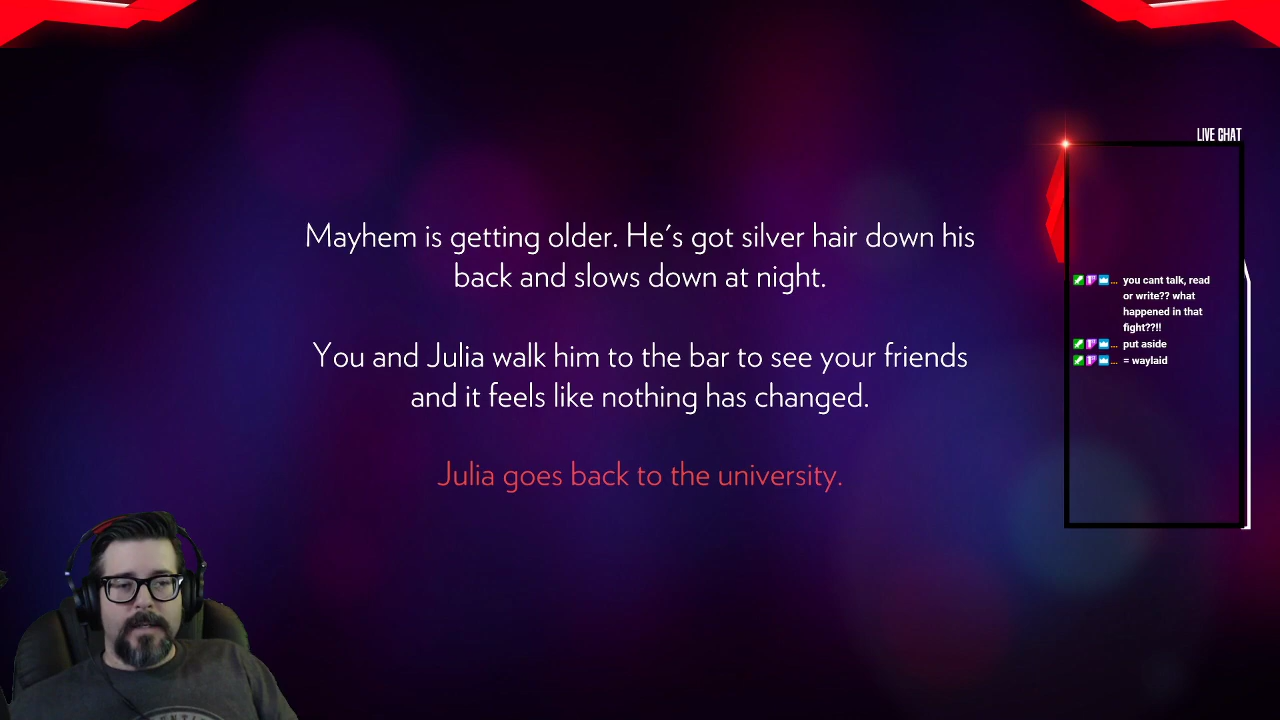 LIVE CHAT
Mayhem is getting older. He's got silver hair down his
back and slows down at night.
You and Julia walk him to the bar to see your friends
and it feels like nothing has changed.
Julia goes back to the university.
... you cant talk, read
or write?? what
happened in that
fight??!!
... put aside
... = waylaid